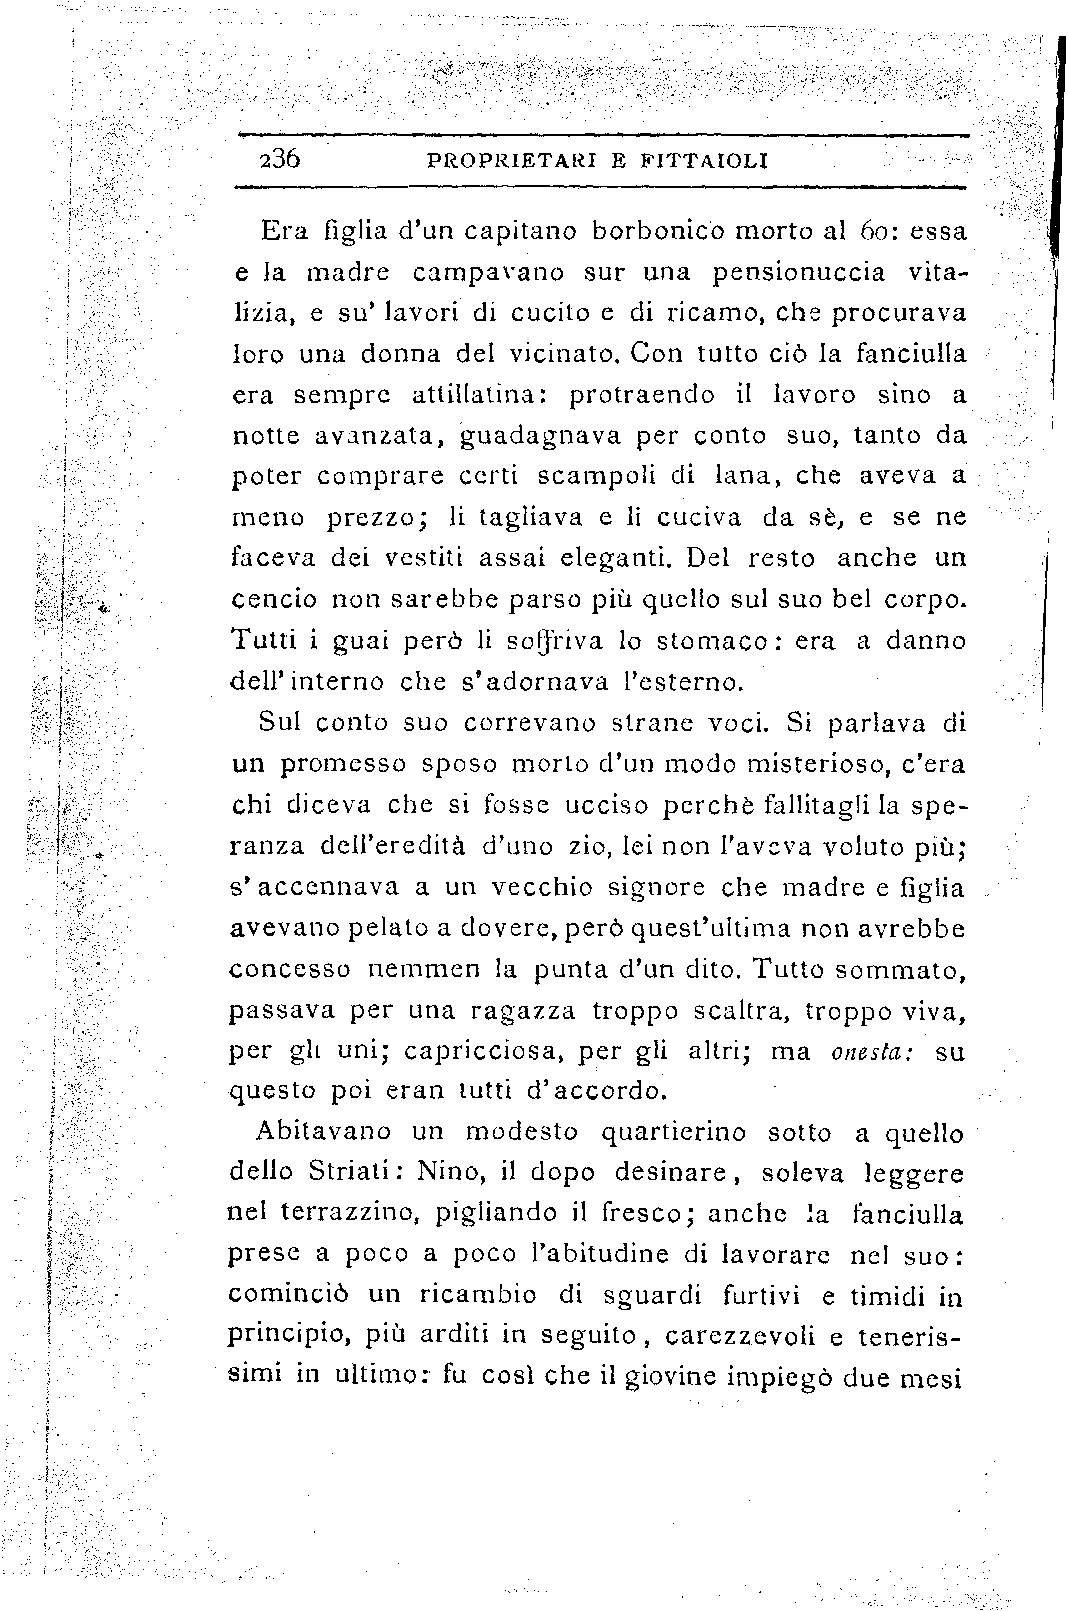 236 PROPRIETARI E FITTAIOLI
Era figlia d'un capitano borbonico morto al 60: essa
e la madre campavano sur una pensionuccia vita-
lizia, e su' lavori di cucito e di ricamo, che procurava
loro una donna del vicinato. Con tutto ciò la fanciulla
era sempre attillatina: protraendo il lavoro sino a
notte avanzata, guadagnava per conto suo, tanto da
poter comprare certi scampoli di lana, che aveva a
meno prezzo; li tagliava e li cuciva da sè, e se ne
faceva dei vestiti assai eleganti. Del resto anche un
cencio non sarebbe parso più quello sul suo bel corpo.
Tutti i guai però li soffriva lo stomaco: era a danno
dell'interno che s'adornava l'esterno.
Sul conto suo correvano strane voci. Si parlava di
un promesso sposo morto d'un modo misterioso, c'era
chi diceva che si fosse ucciso perchè fallitagli la spe-
ranza dell'eredità d'uno zio, lei non l'aveva voluto più;
s'accennava a un vecchio signore che madre e figlia
avevano pelato a dovere, però quest'ultima non avrebbe
concesso nemmen la punta d'un dito. Tutto sommato,
passava per una ragazza troppo scaltra, troppo viva,
per gli uni; capricciosa, per gli altri; ma onesta: su
questo poi eran tutti d'accordo.
Abitavano un modesto quartierino sotto a quello
dello Striati: Nino, il dopo desinare, soleva leggere
nel terrazzino, pigliando il fresco; anche la fanciulla
prese a poco a poco l'abitudine di lavorare nel suo:
cominciò un ricambio di sguardi furtivi e timidi in
principio, più arditi in seguito, carezzevoli e teneris-
simi in ultimo: fu così che il giovine impiegò due mesi